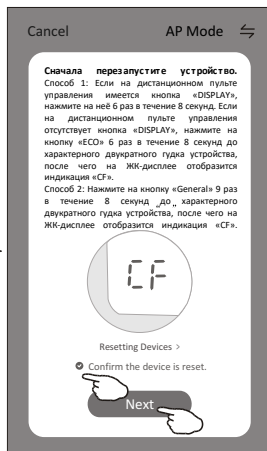 Cancel AP Mode
Сначала перезапустите устройство.
Способ 1: Если на дистанционном пульте
управления имеется кнопка «DISPLAY»,
нажмите на неё 6 раз в течение 8 секунд. Если
на дистанционном пульте управления
отсутствует кнопка «DISPLAY», нажмите на
кнопку «ECO» 6 раз в течение 8 секунд до
характерного двукратного гудка устройства,
после чего на ЖК-дисплее отобразится
индикация «CF».
Способ 2: Нажмите на кнопку «General» 9 раз
в течение 8 секунд „до„ характерного
двукратного гудка устройства, после чего на
ЖК-дисплее отобразится индикация «CF».
CF
Resetting Devices >
Confirm the device is reset.
Next